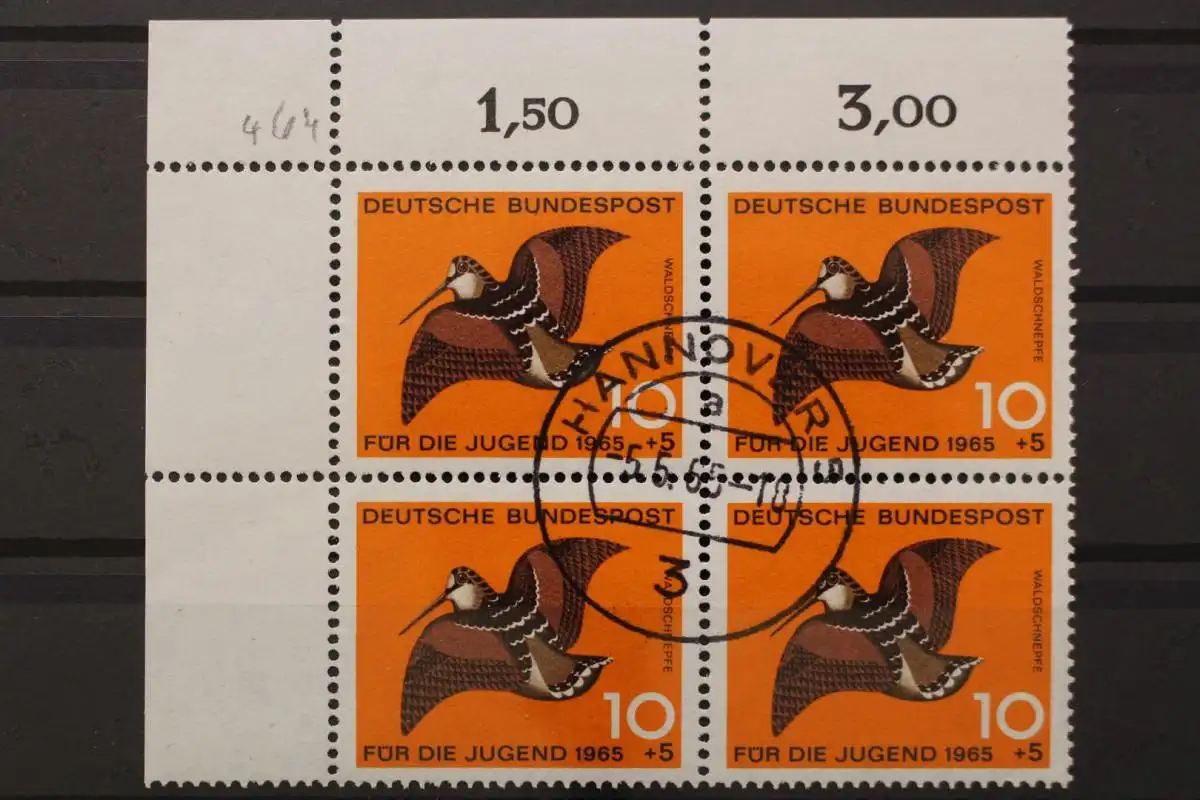 464
1,50 3,00
DEUTSCHE BUNDESPOST
WALDSCHNEPFE
10
FÜR DIE JUGEND 1965 +5
DEUTSCHE BUNDESPOST
WALDSCHNEPFE
10
FÜR DIE JUGEND 1965 +5
HANNOVER S
a
-5.5.65-10
3
DEUTSCHE BUNDESPOST
WALDSCHNEPFE
10
FÜR DIE JUGEND 1965 +5
DEUTSCHE BUNDESPOST
WALDSCHNEPFE
10
FÜR DIE JUGEND 1965 +5